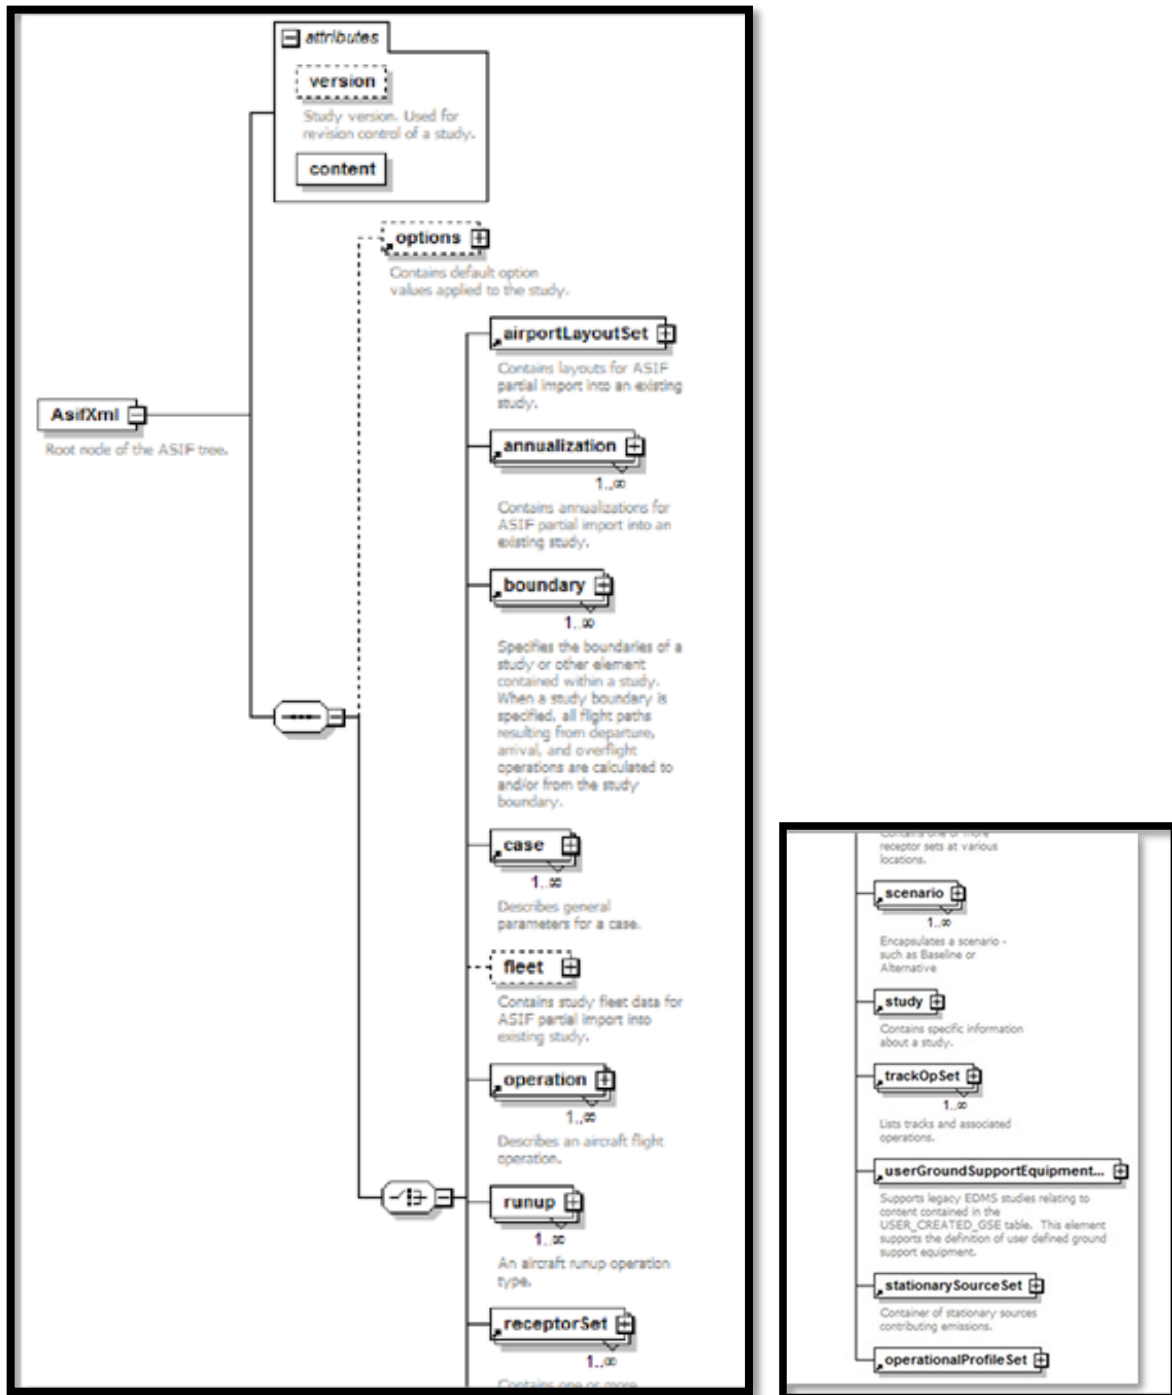 attributes
version
Study version. Used for
revision control of a study.
content
options
Contains default option
values applied to the study.
airportLayoutSet
Contains layouts for ASIF
partial import into an existing
study.
AsifXml
Root node of the ASIF tree.
annualization
1..∞
Contains annualizations for
ASIF partial import into an
existing study.
boundary
1..∞
Specifies the boundaries of a
study or other element
contained within a study.
When a study boundary is
specified, all flight paths
resulting from departure,
arrival, and overflight
operations are calculated to
and/or from the study
boundary.
case
1..∞
Describes general
parameters for a case.
fleet
Contains study fleet data for
ASIF partial import into
existing study.
operation
1..∞
Describes an aircraft flight
operation.
runup
1..∞
An aircraft runup operation
type.
receptorSet
1..∞
Contains one or more
Contains one or more
receptor sets at various
locations.
scenario
1..∞
Encapsulates a scenario -
such as Baseline or
Alternative
study
Contains specific information
about a study.
trackOpSet
1..∞
Lists tracks and associated
operations.
userGroundSupportEquipment...
Supports legacy EDMS studies relating to
content contained in the
USER_CREATED_GSE table. This element
supports the definition of user defined ground
support equipment.
stationarySourceSet
Container of stationary sources
contributing emissions.
operationalProfileSet